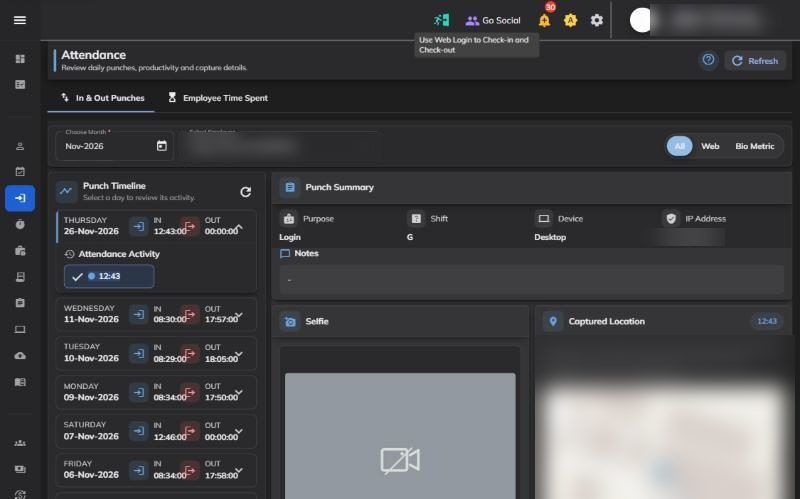 30
Go Social
Use Web Login to Check-in and
Check-out
Attendance
Review daily punches, productivity and capture details.
Refresh
In & Out Punches
Employee Time Spent
Choose Month *
Nov-2026
All
Web
Bio Metric
Punch Timeline
Select a day to review its activity.
THURSDAY
26-Nov-2026
IN
12:43:00
OUT
00:00:00
Attendance Activity
12:43
WEDNESDAY
11-Nov-2026
IN
08:30:00
OUT
17:57:00
TUESDAY
10-Nov-2026
IN
08:29:00
OUT
18:05:00
MONDAY
09-Nov-2026
IN
08:34:00
OUT
17:50:00
SATURDAY
07-Nov-2026
IN
12:46:00
OUT
00:00:00
FRIDAY
06-Nov-2026
IN
08:34:00
OUT
17:58:00
Punch Summary
Purpose
Login
Shift
G
Device
Desktop
IP Address
Notes
-
Selfie
Captured Location
12:43